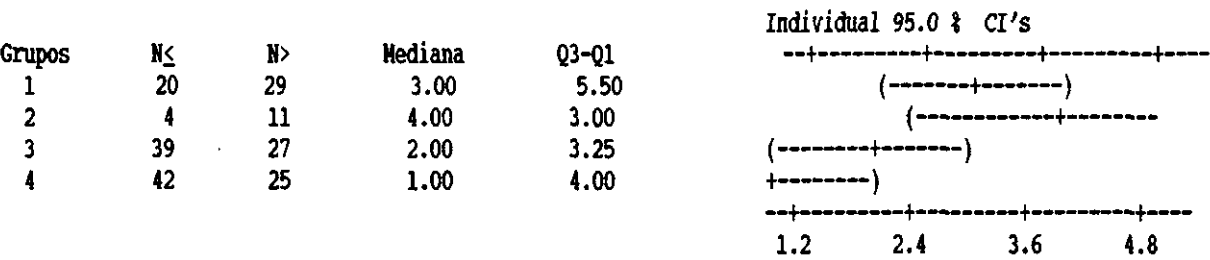 Individual 95.0 % CI's
Grupos N≤ N> Mediana Q3-Q1 --+---------+---------+---------+----
1 20 29 3.00 5.50 (-------+-------)
2 4 11 4.00 3.00 (------------+--------
3 39 27 2.00 3.25 (--------+-------)
4 42 25 1.00 4.00 +--------)
--+---------+---------+---------+----
1.2 2.4 3.6 4.8